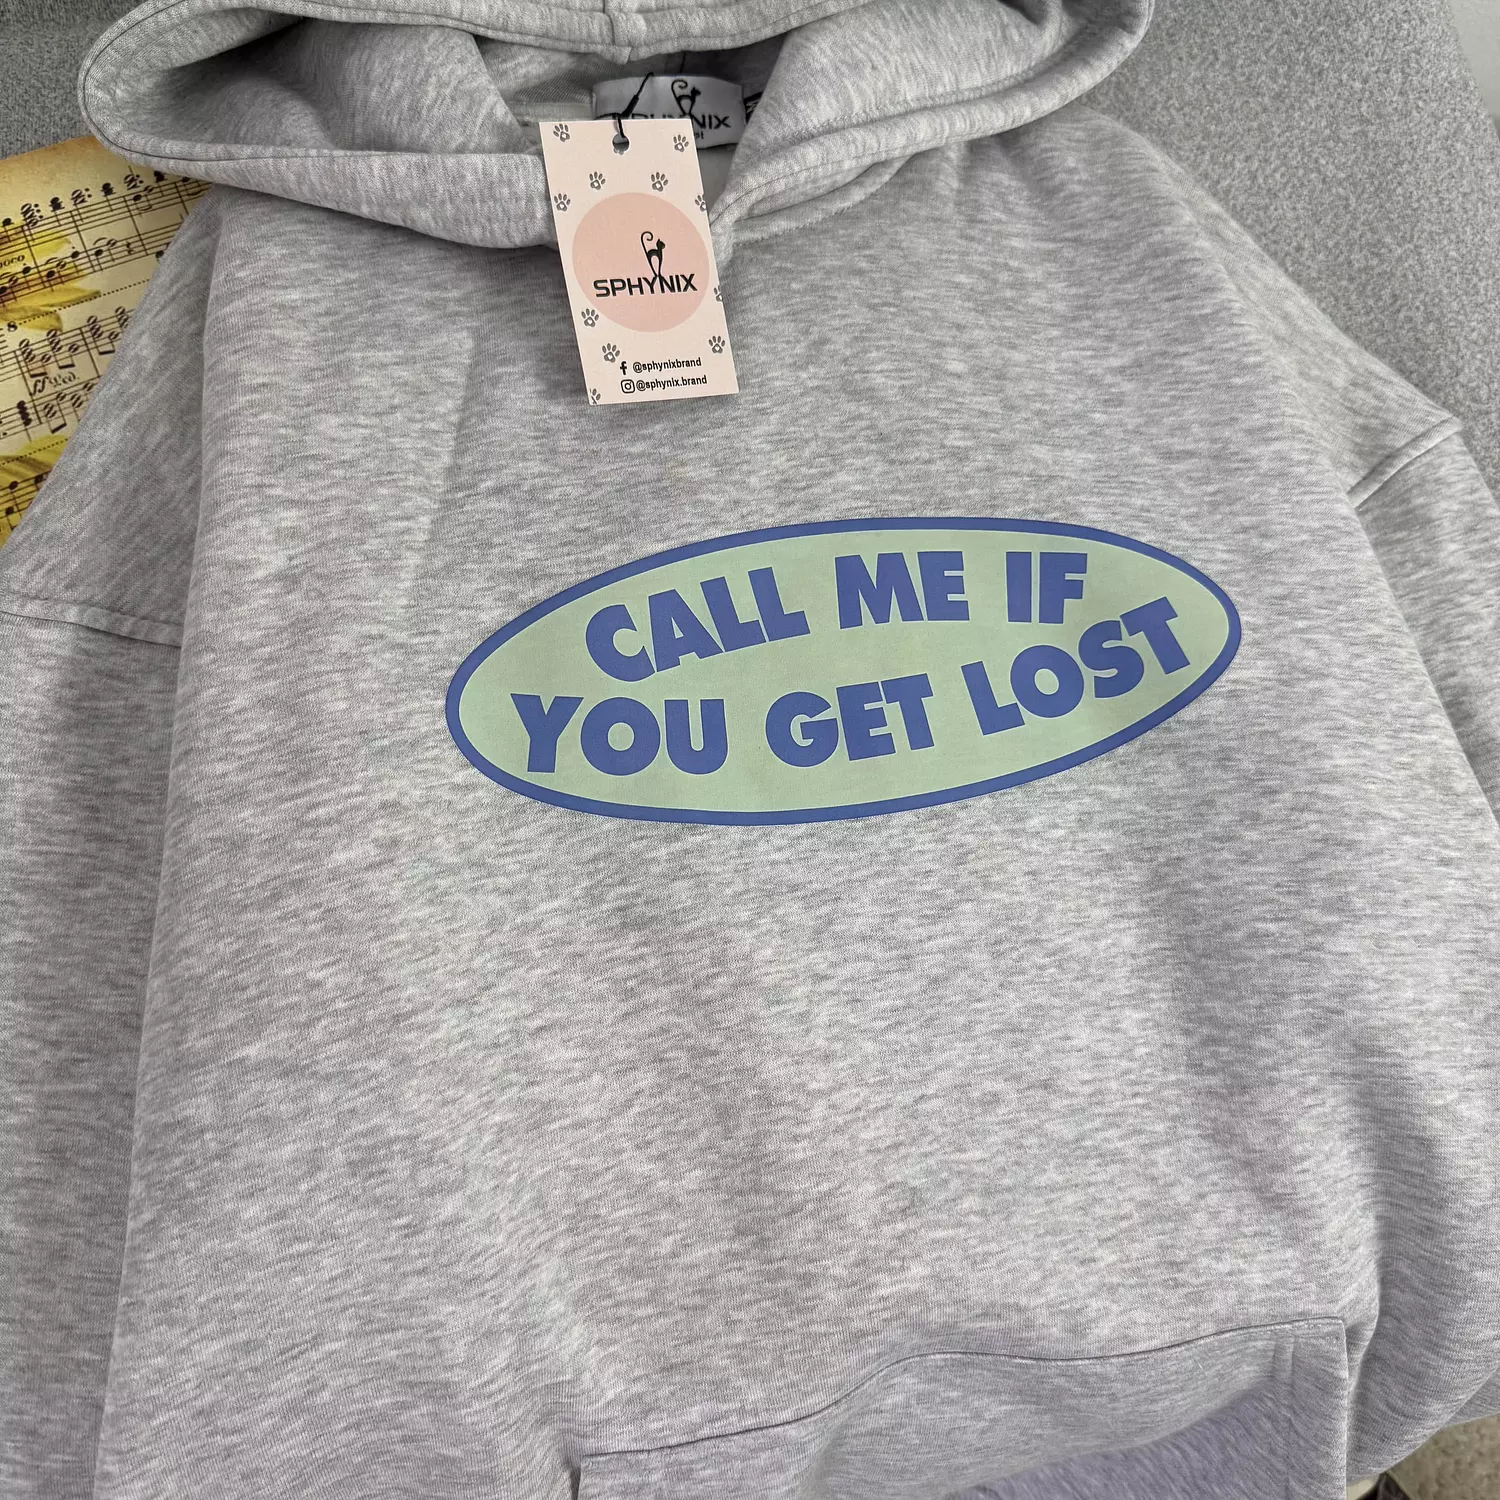 SPHYNIX
@sphynixbrand
@sphynix.brand
CALL ME IF
YOU GET LOST